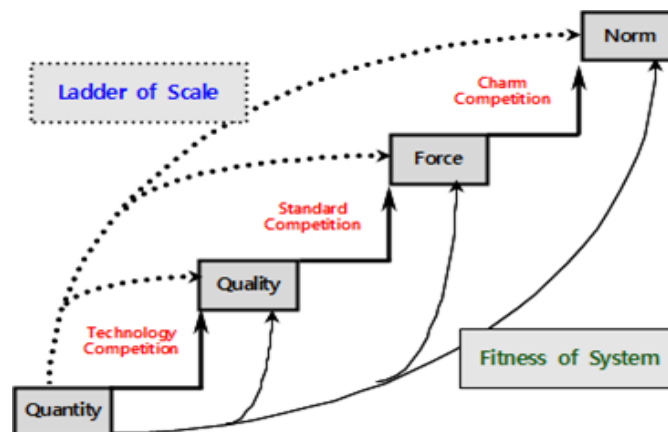 Norm
Ladder of Scale
Charm
Competition
Force
Standard
Competition
Quality
Technology
Competition
Fitness of System
Quantity